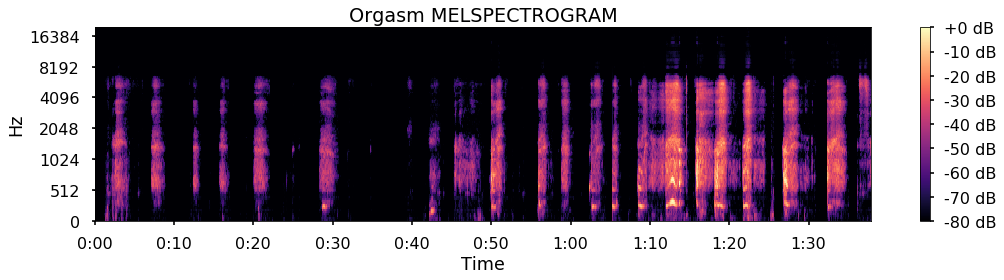 Orgasm MELSPECTROGRAM
Hz
16384
8192
4096
2048
1024
512
0
0:00 0:10 0:20 0:30 0:40 0:50 1:00 1:10 1:20 1:30
Time
+0 dB
-10 dB
-20 dB
-30 dB
-40 dB
-50 dB
-60 dB
-70 dB
-80 dB